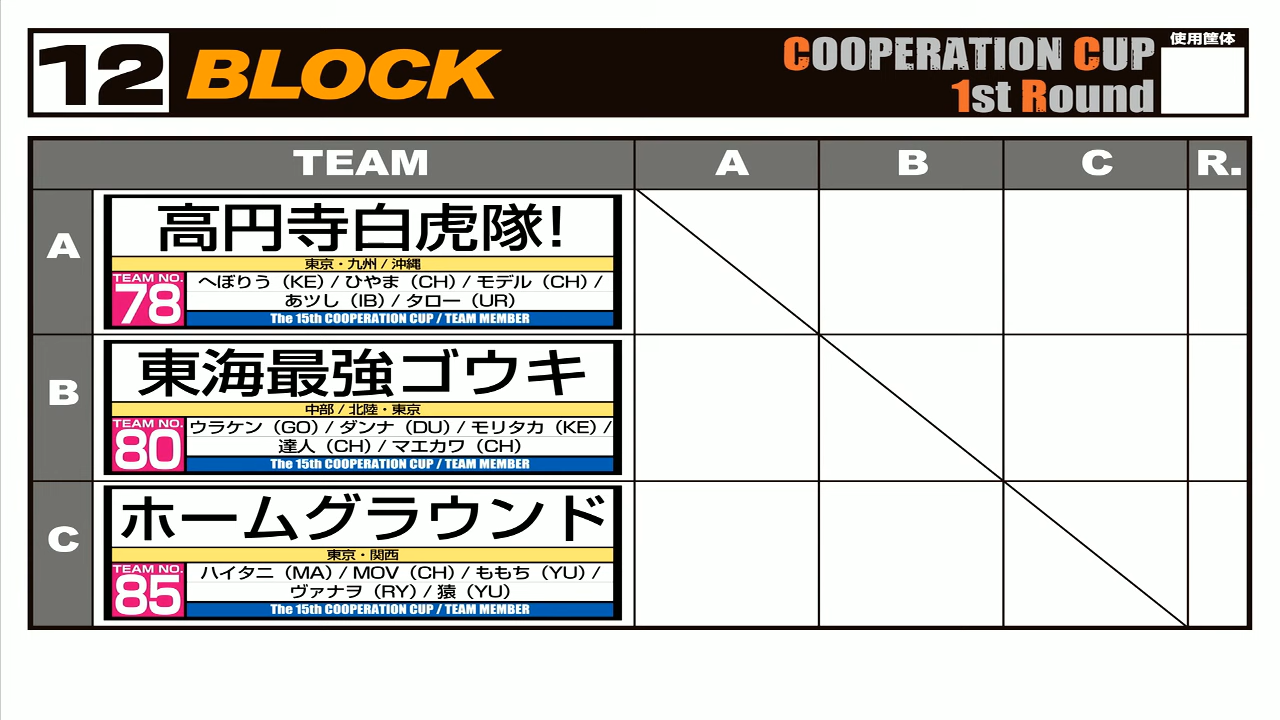 12 BLOCK
COOPERATION CUP
1st Round
使用筐体
TEAM A B C R.
A
高円寺白虎隊!
東京・九州 / 沖縄
TEAM NO.
78
へぼりう（KE）/ ひやま（CH）/ モデル（CH）/
あツし（IB）/ タロー（UR）
The 15th COOPERATION CUP / TEAM MEMBER
B
東海最強ゴウキ
中部 / 北陸・東京
TEAM NO.
80
ウラケン（GO）/ ダンナ（DU）/ モリタカ（KE）/
達人（CH）/ マエカワ（CH）
The 15th COOPERATION CUP / TEAM MEMBER
C
ホームグラウンド
東京・関西
TEAM NO.
85
ハイタニ（MA）/ MOV（CH）/ ももち（YU）/
ヴァナヲ（RY）/ 猿（YU）
The 15th COOPERATION CUP / TEAM MEMBER